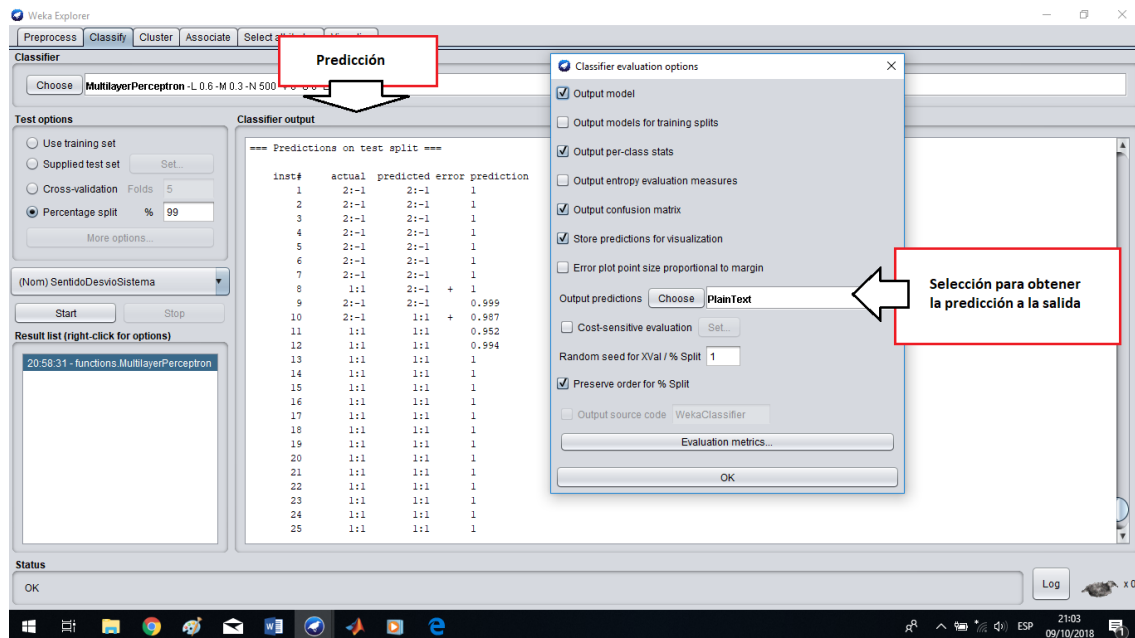 Weka Explorer
Preprocess Classify Cluster Associate
Predicción
Classifier
Choose MultilayerPerceptron -L 0.6 -M 0.3 -N 500
Test options
Use training set
Supplied test set Set...
Cross-validation Folds 5
Percentage split % 99
More options...
(Nom) SentidoDesvioSistema
Start Stop
Result list (right-click for options)
20:58:31 - functions.MultilayerPerceptron
Classifier output
=== Predictions on test split ===
inst# actual predicted error prediction
1 2:-1 2:-1 1
2 2:-1 2:-1 1
3 2:-1 2:-1 1
4 2:-1 2:-1 1
5 2:-1 2:-1 1
6 2:-1 2:-1 1
7 2:-1 2:-1 1
8 1:1 2:-1 + 1
9 2:-1 2:-1 0.999
10 2:-1 1:1 + 0.987
11 1:1 1:1 0.952
12 1:1 1:1 0.994
13 1:1 1:1 1
14 1:1 1:1 1
15 1:1 1:1 1
16 1:1 1:1 1
17 1:1 1:1 1
18 1:1 1:1 1
19 1:1 1:1 1
20 1:1 1:1 1
21 1:1 1:1 1
22 1:1 1:1 1
23 1:1 1:1 1
24 1:1 1:1 1
25 1:1 1:1 1
Classifier evaluation options
Output model
Output models for training splits
Output per-class stats
Output entropy evaluation measures
Output confusion matrix
Store predictions for visualization
Error plot point size proportional to margin
Output predictions Choose PlainText
Cost-sensitive evaluation Set...
Random seed for XVal / % Split 1
Preserve order for % Split
Output source code WekaClassifier
Evaluation metrics...
OK
Selección para obtener
la predicción a la salida
Status
OK
Log x 0
ESP 21:03
09/10/2018